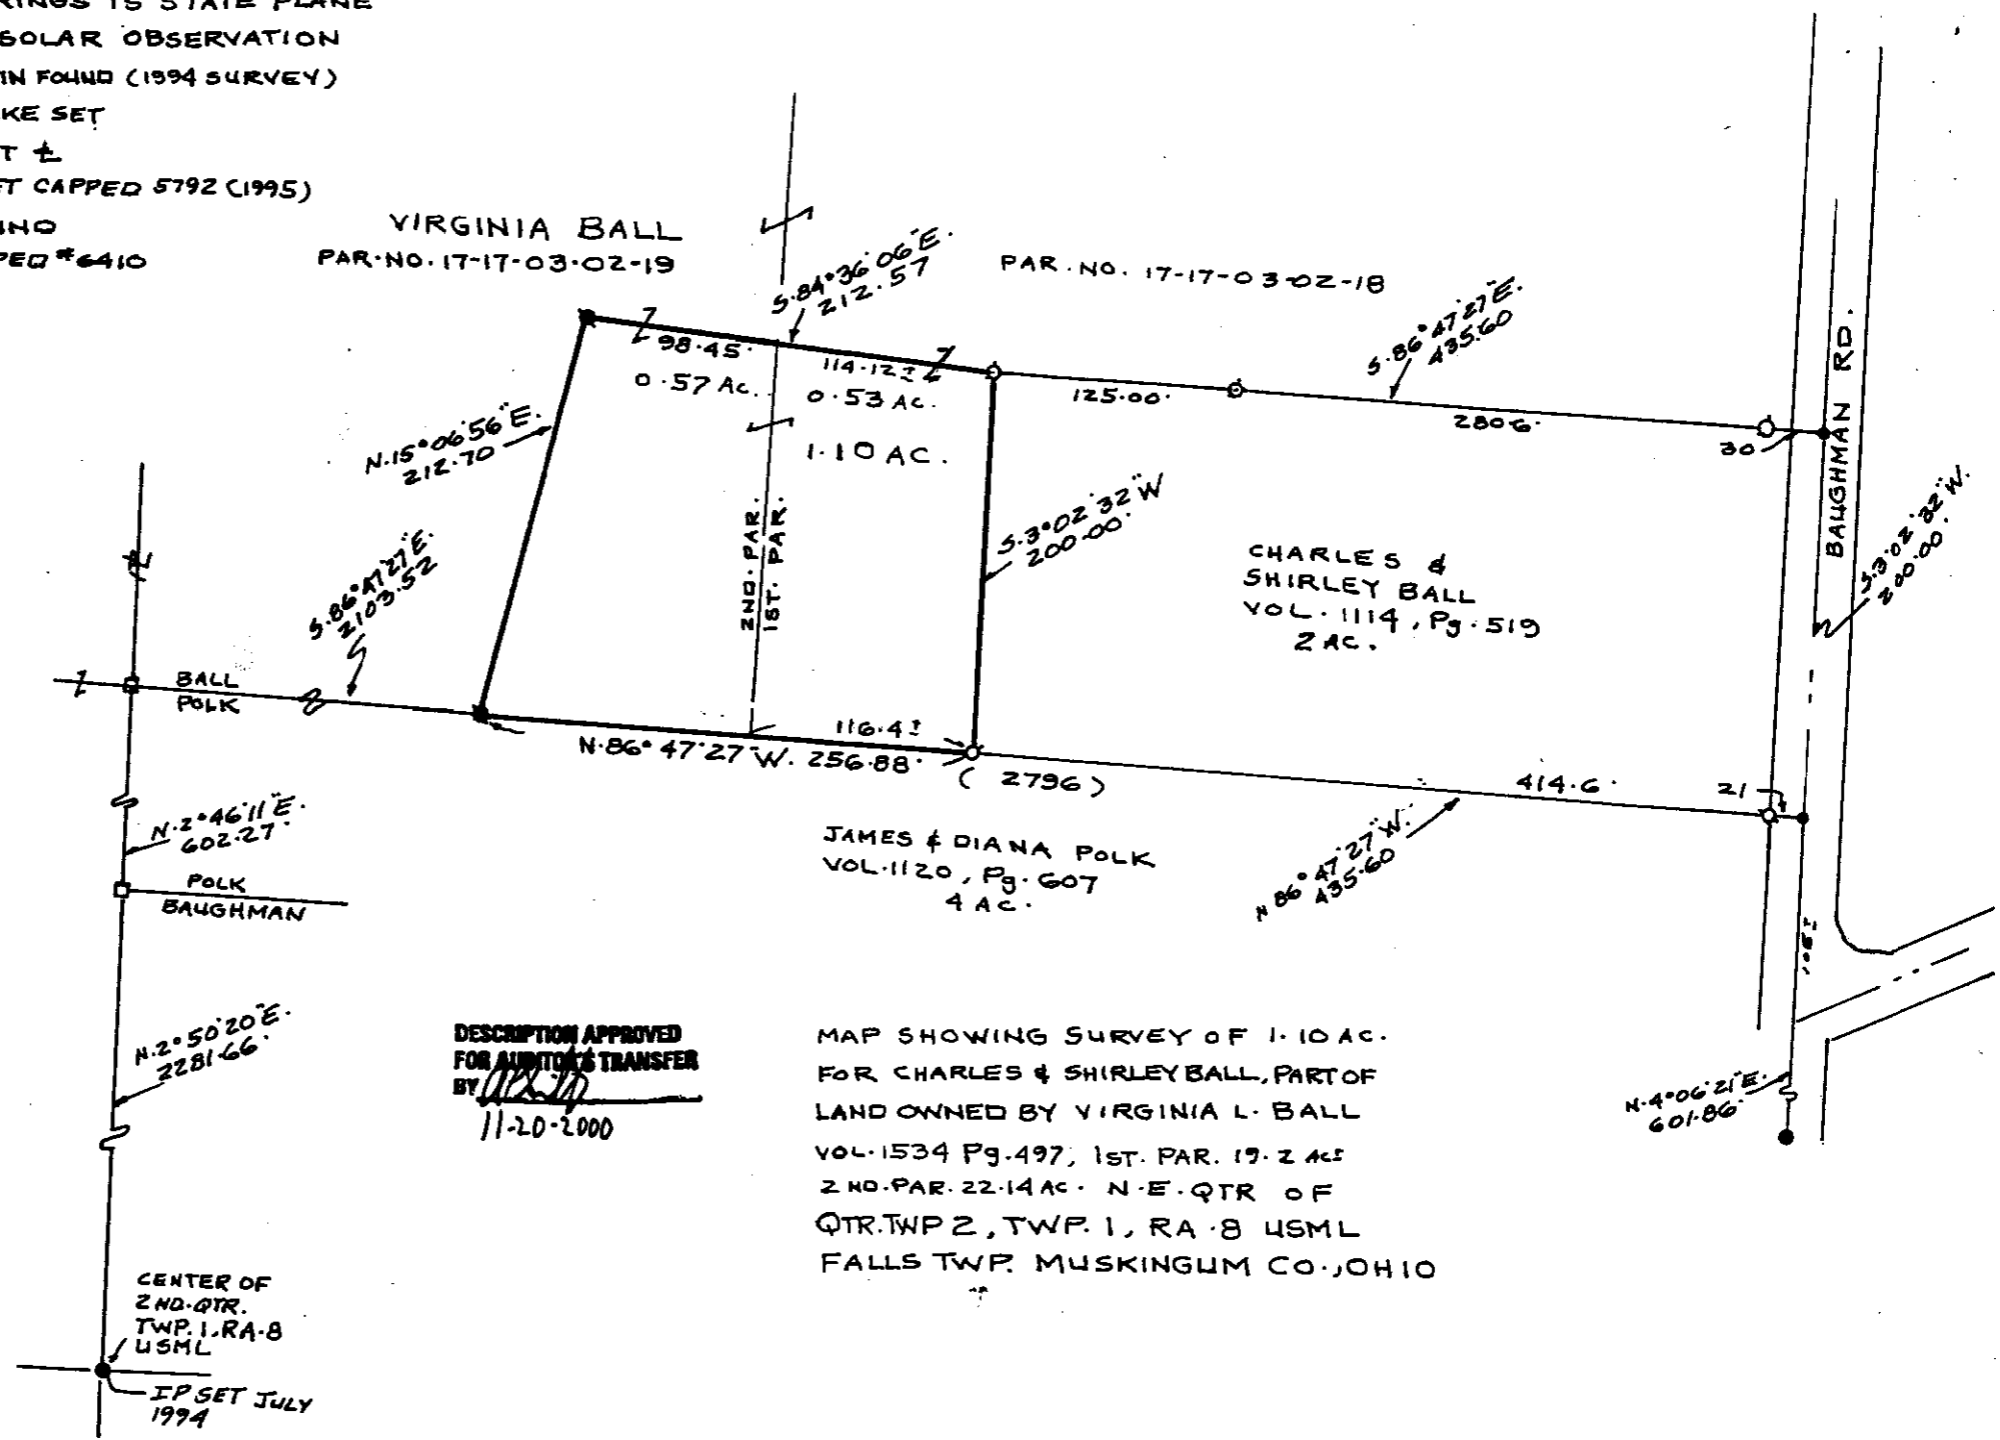 SOLAR OBSERVATION
FOUND (1994 SURVEY)
SET
CAPPED 5792 (1995)
#6410
VIRGINIA BALL
PAR. NO. 17-17-03-02-19
S. 84° 36' 06" E.
212.57
PAR. NO. 17-17-03-02-18
S. 86° 47' 27" E.
435.60
98.45'
114.12±
0.57 AC.
0.53 AC.
1.10 AC.
125.00'
280.6'
30
BAUGHMAN RD.
N. 15° 06' 56" E.
212.70
2ND. PAR.
1ST. PAR.
S. 3° 02' 32" W
200.00'
CHARLES &
SHIRLEY BALL
VOL. 1114, Pg. 519
2 AC.
S. 3° 02' 32" W.
200.00'
S. 86° 47' 27" E.
2103.52
BALL
POLK
116.4±
N. 86° 47' 27" W. 256.88'
(2796)
414.6'
21
N. 2° 46' 11" E.
602.27'
POLK
BAUGHMAN
JAMES & DIANA POLK
VOL. 1120, Pg. 607
4 AC.
N 86° 47' 27" W.
435.60
N. 2° 50' 20" E.
2281.66'
DESCRIPTION APPROVED
FOR AUDITOR'S TRANSFER
BY
11-20-2000
N. 4° 06' 21" E.
601.86'
MAP SHOWING SURVEY OF 1.10 AC.
FOR CHARLES & SHIRLEY BALL, PART OF
LAND OWNED BY VIRGINIA L. BALL
VOL. 1534 Pg. 497, 1ST. PAR. 19.2 AC±
2ND. PAR. 22.14 AC. N.E. QTR OF
QTR. TWP 2, TWP. 1, RA. 8 USML
FALLS TWP. MUSKINGUM CO., OHIO
CENTER OF
2ND. QTR.
TWP. 1, RA-8
USML
IP SET JULY
1994